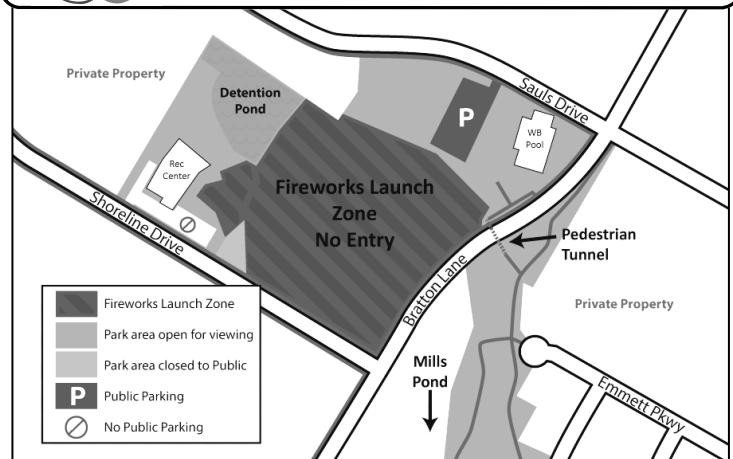 Private Property
Detention
Pond
Sauls Drive
P
WB
Pool
Rec
Center
Fireworks Launch
Zone
No Entry
Shoreline Drive
Pedestrian
Tunnel
Bratton Lane
Private Property
Fireworks Launch Zone
Park area open for viewing
Park area closed to Public
P
Public Parking
No Public Parking
Mills
Pond
Emmett Pkwy